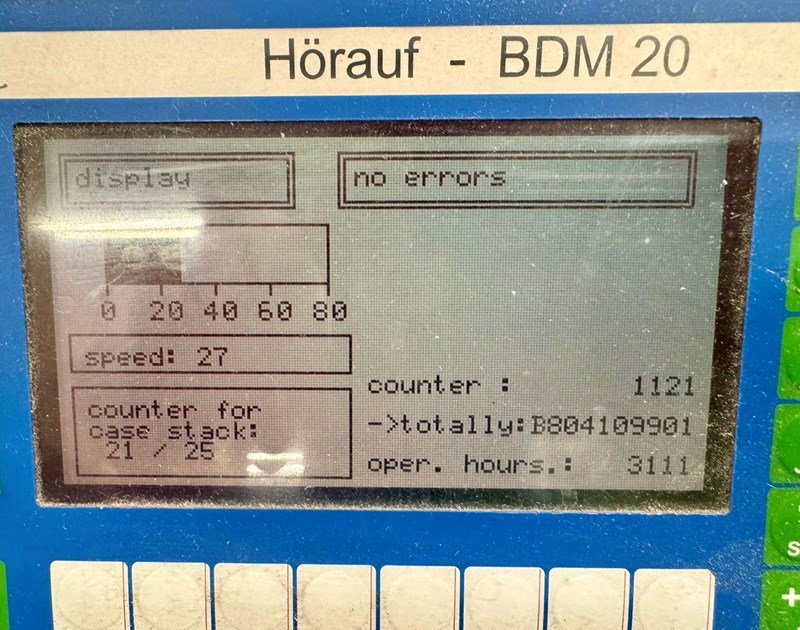 Hörauf - BDM 20
display
no errors
0 20 40 60 80
speed: 27
counter for
case stack:
21 / 25
counter : 1121
->totally:B804109901
oper. hours.: 3111
+